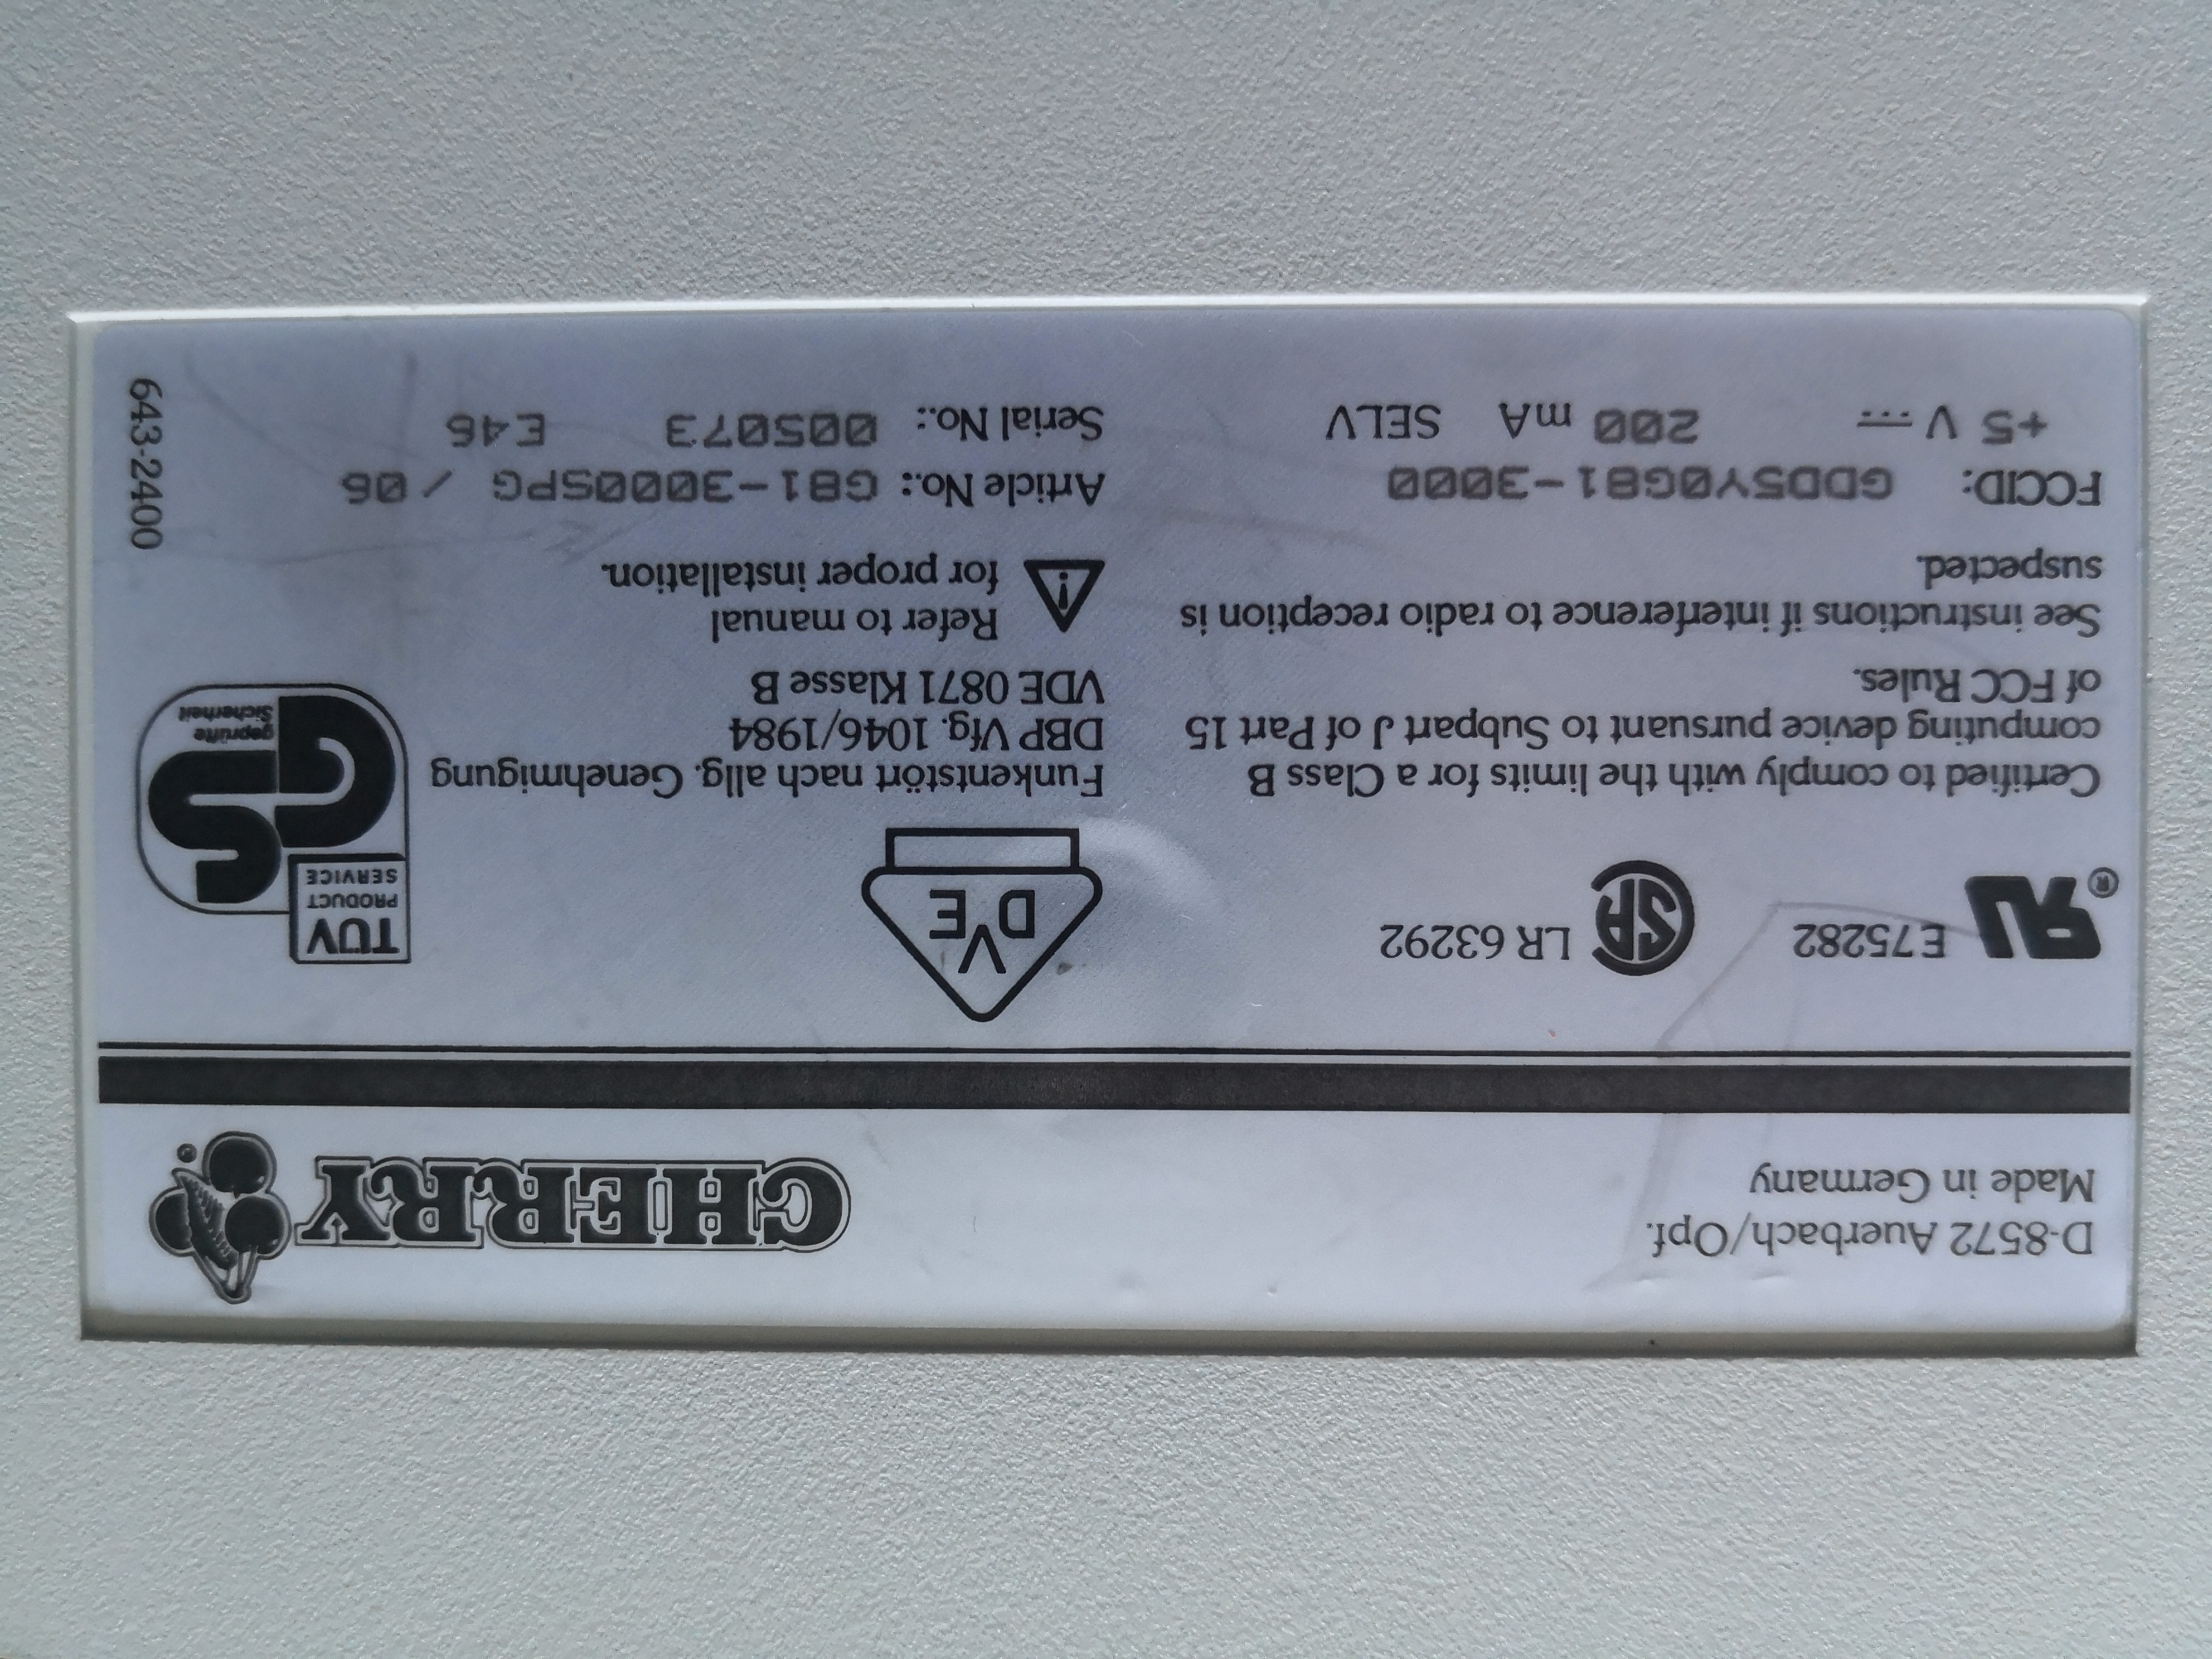 D-8572 Auerbach/Opf.
Made in Germany
CHERRY
®
E75282
SA
LR 63292
DVE
TÜV
PRODUCT
SERVICE
GS
geprüfte
Sicherheit
Certified to comply with the limits for a Class B
computing device pursuant to Subpart J of Part 15
of FCC Rules.
See instructions if interference to radio reception is
suspected.
FCCID: GDD5Y0G81-3000
+5 V 200 mA SELV
Funkentstört nach allg. Genehmigung
DBP Vfg. 1046/1984
VDE 0871 Klasse B
Refer to manual
for proper installation.
Article No.: G81-3000SPG / 06
Serial No.: 005073 E46
643-2400